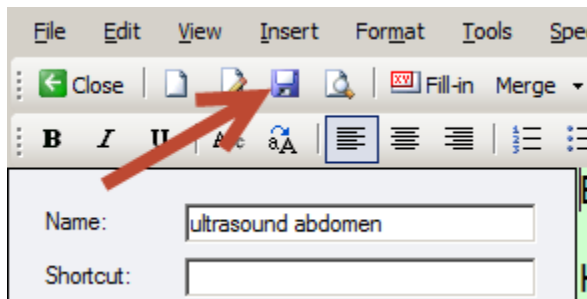 File Edit View Insert Format Tools Spe
Close Fill-in Merge
B I U
Name: ultrasound abdomen
Shortcut: